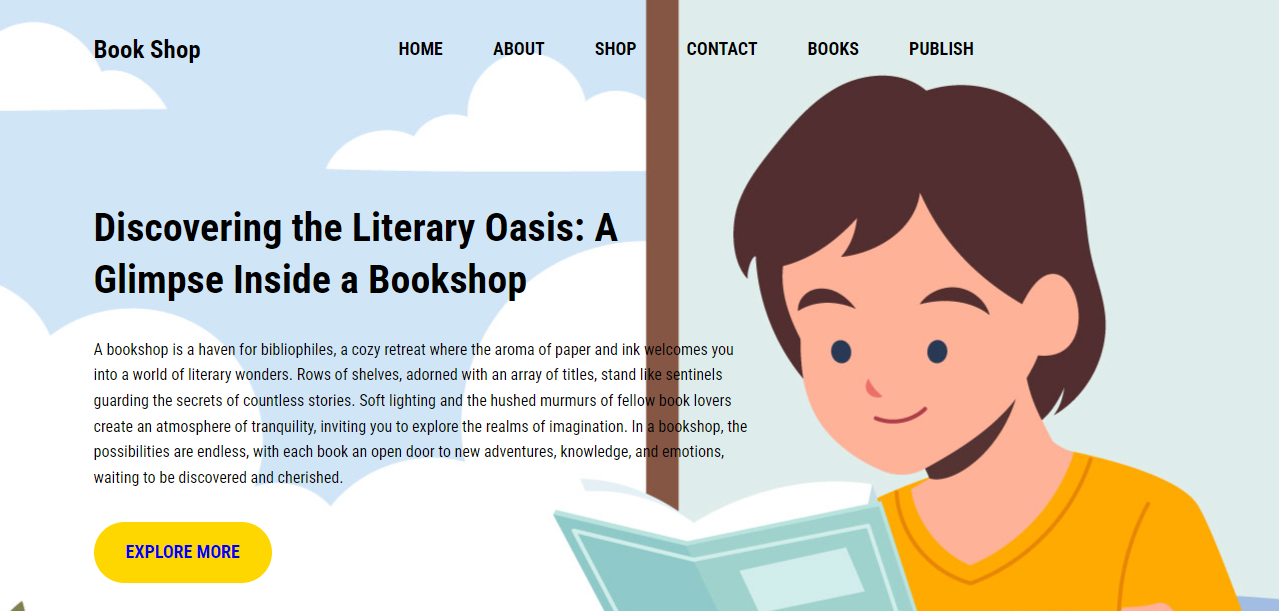 Book Shop
HOME ABOUT SHOP CONTACT BOOKS PUBLISH
Discovering the Literary Oasis: A
Glimpse Inside a Bookshop
A bookshop is a haven for bibliophiles, a cozy retreat where the aroma of paper and ink welcomes you
into a world of literary wonders. Rows of shelves, adorned with an array of titles, stand like sentinels
guarding the secrets of countless stories. Soft lighting and the hushed murmurs of fellow book lovers
create an atmosphere of tranquility, inviting you to explore the realms of imagination. In a bookshop, the
possibilities are endless, with each book an open door to new adventures, knowledge, and emotions,
waiting to be discovered and cherished.
EXPLORE MORE